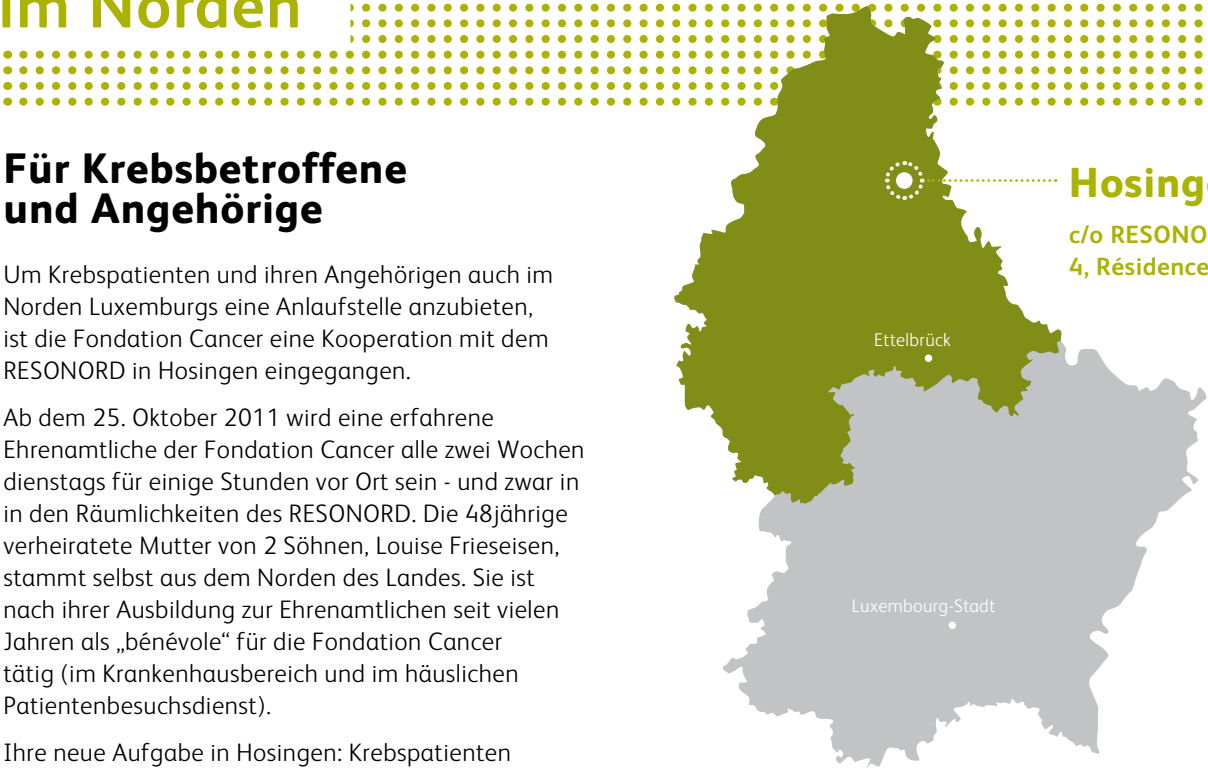 im Norden
Für Krebsbetroffene
und Angehörige
Um Krebspatienten und ihren Angehörigen auch im
Norden Luxemburgs eine Anlaufstelle anzubieten,
ist die Fondation Cancer eine Kooperation mit dem
RESONORD in Hosingen eingegangen.
Ab dem 25. Oktober 2011 wird eine erfahrene
Ehrenamtliche der Fondation Cancer alle zwei Wochen
dienstags für einige Stunden vor Ort sein - und zwar in
in den Räumlichkeiten des RESONORD. Die 48jährige
verheiratete Mutter von 2 Söhnen, Louise Frieseisen,
stammt selbst aus dem Norden des Landes. Sie ist
nach ihrer Ausbildung zur Ehrenamtlichen seit vielen
Jahren als „bénévole“ für die Fondation Cancer
tätig (im Krankenhausbereich und im häuslichen
Patientenbesuchsdienst).
Ihre neue Aufgabe in Hosingen: Krebspatienten
Hosinge
c/o RESONO
4, Résidence
Ettelbrück
Luxembourg-Stadt